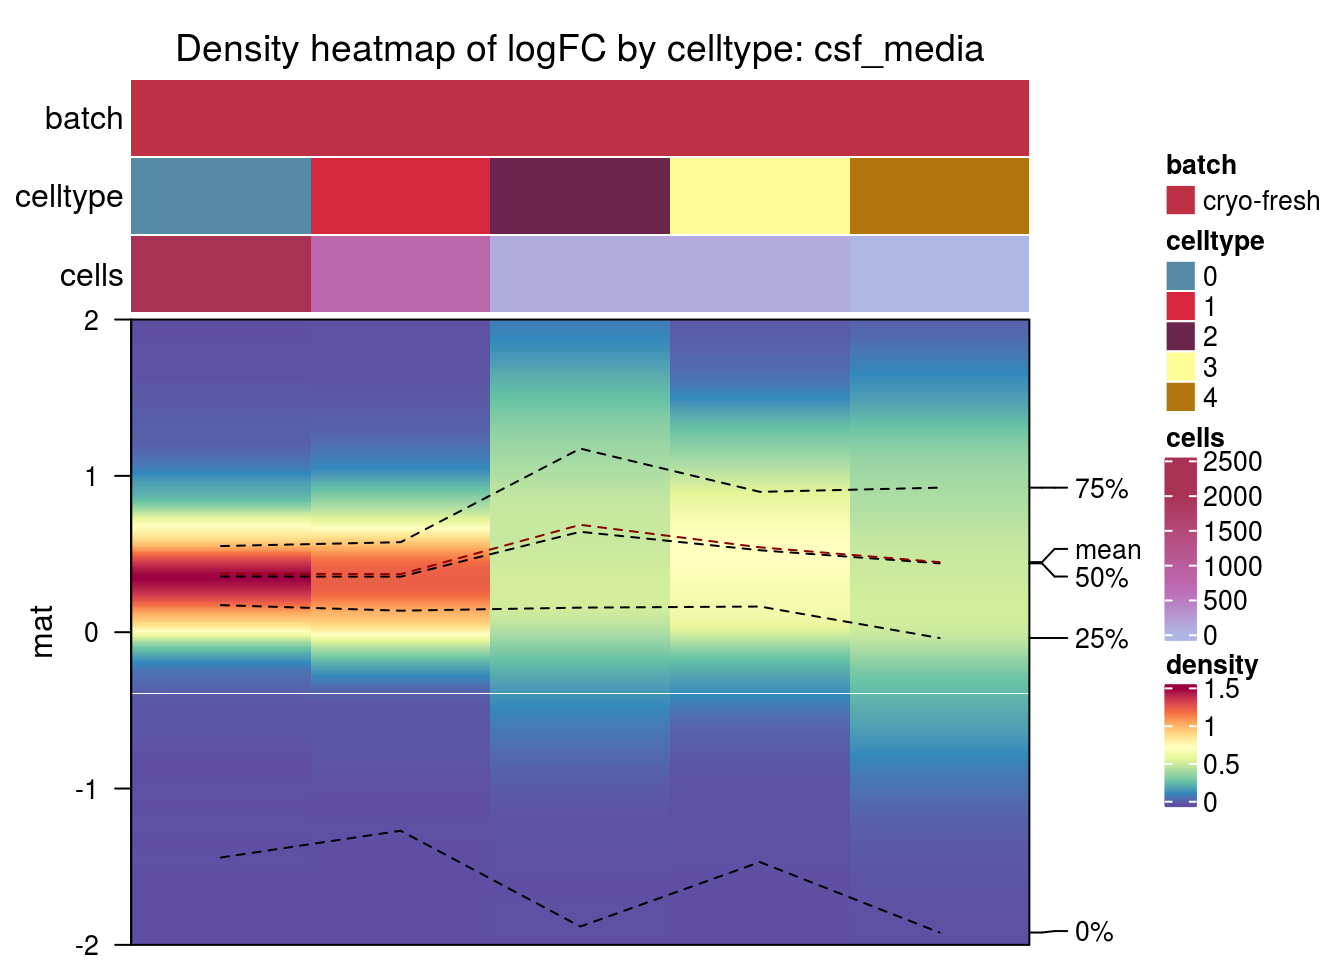 Density heatmap of logFC by celltype: csf_media
batch
celltype
cells
mat
2
1
0
-1
-2
75%
mean
50%
25%
0%
batch
cryo-fresh
celltype
0
1
2
3
4
cells
2500
2000
1500
1000
500
0
density
1.5
1
0.5
0